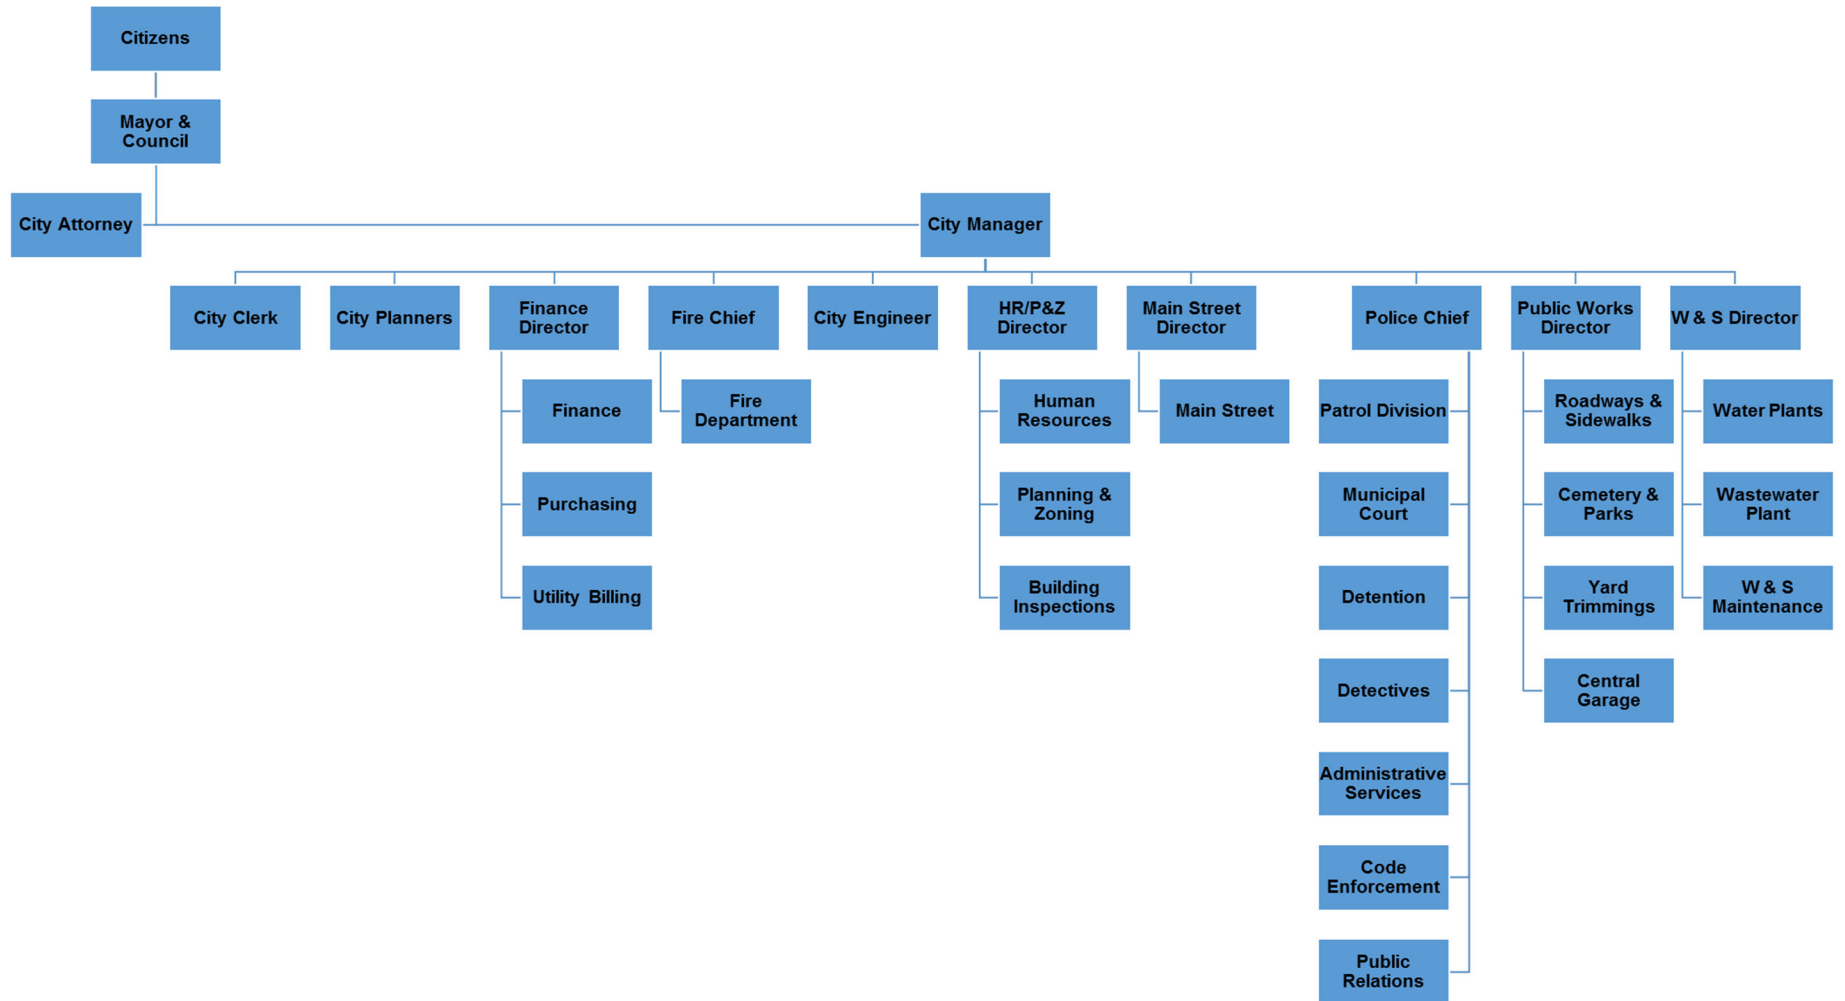 Citizens
Mayor &
Council
City Attorney
City Manager
City Clerk
City Planners
Finance
Director
Fire Chief
City Engineer
HR/P&Z
Director
Main Street
Director
Police Chief
Public Works
Director
W & S Director
Finance
Purchasing
Utility Billing
Fire
Department
Human
Resources
Planning &
Zoning
Building
Inspections
Main Street
Patrol Division
Municipal
Court
Detention
Detectives
Administrative
Services
Code
Enforcement
Public
Relations
Roadways &
Sidewalks
Cemetery &
Parks
Yard
Trimmings
Central
Garage
Water Plants
Wastewater
Plant
W & S
Maintenance